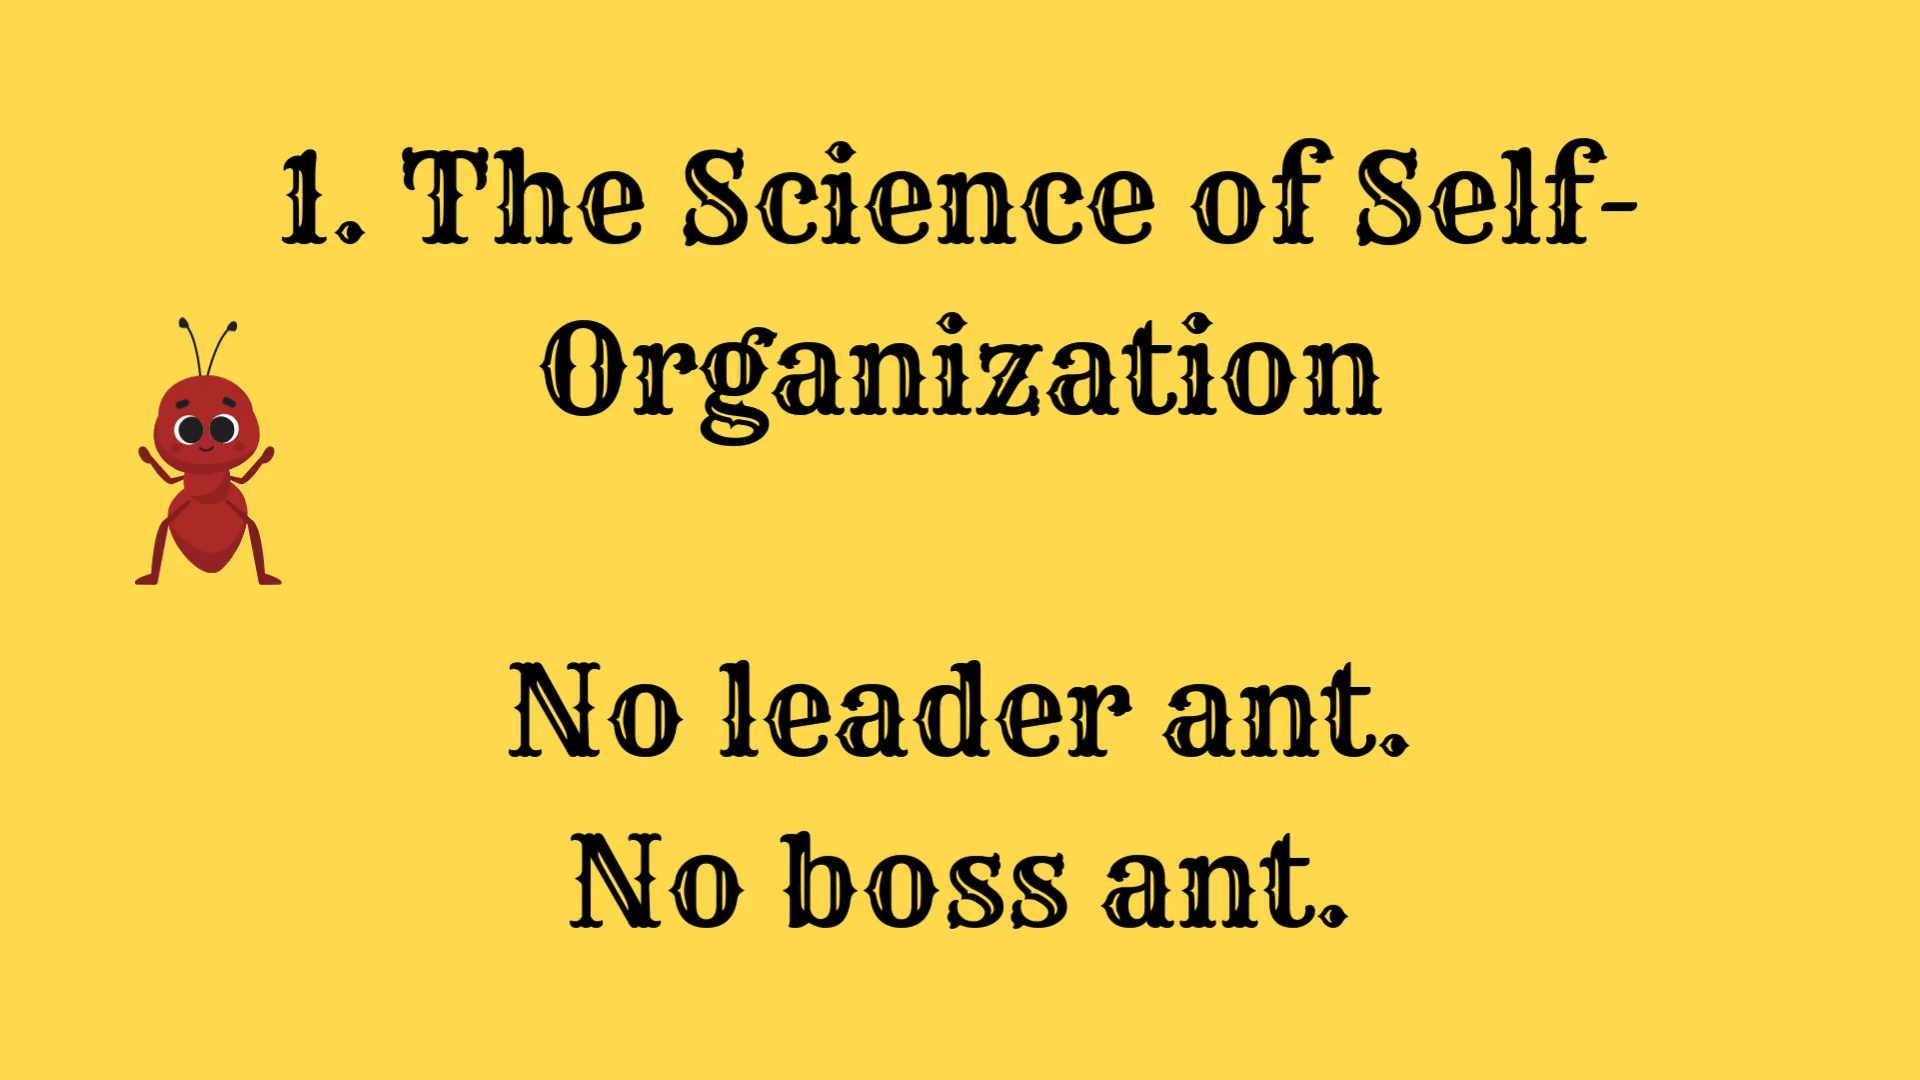 1. The Science of Self-
Organization
No leader ant.
No boss ant.